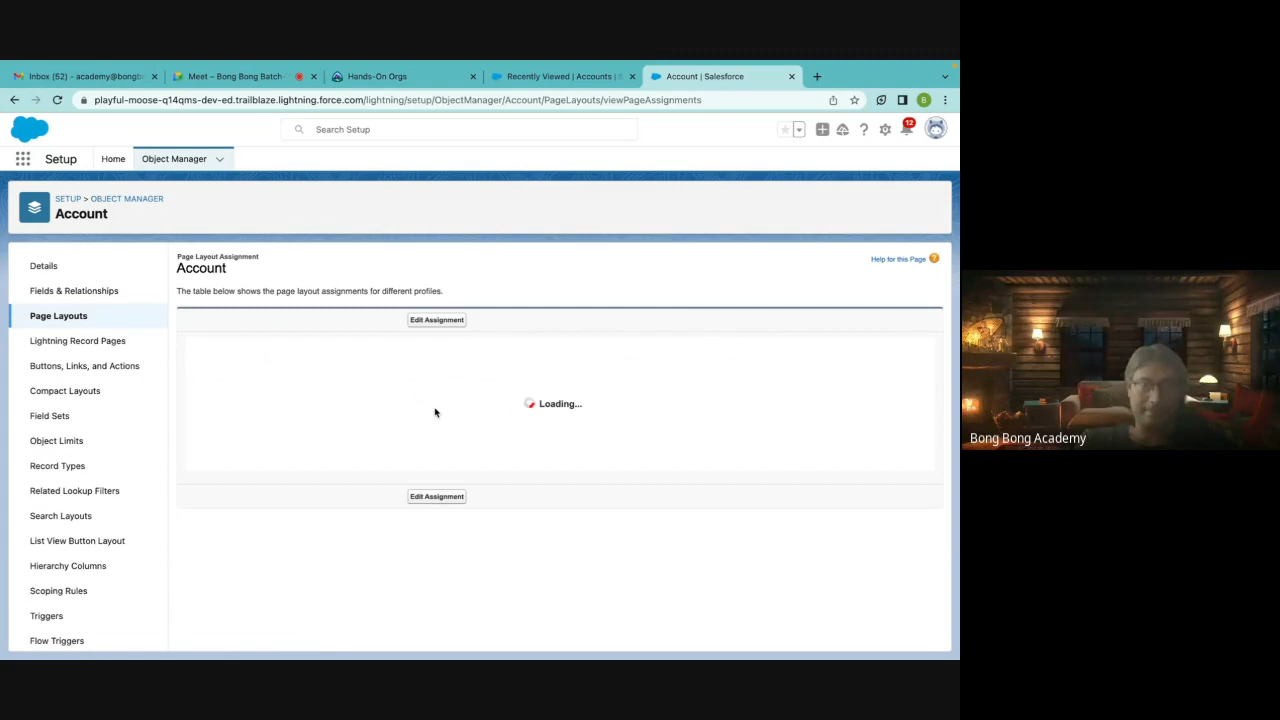 Inbox (52) - academy@bongb
Meet – Bong Bong Batch-
Hands-On Orgs
Recently Viewed | Accounts | S
Account | Salesforce
playful-moose-q14qms-dev-ed.trailblaze.lightning.force.com/lightning/setup/ObjectManager/Account/PageLayouts/viewPageAssignments
B
Search Setup
12
Setup
Home
Object Manager
SETUP > OBJECT MANAGER
Account
Details
Fields & Relationships
Page Layouts
Lightning Record Pages
Buttons, Links, and Actions
Compact Layouts
Field Sets
Object Limits
Record Types
Related Lookup Filters
Search Layouts
List View Button Layout
Hierarchy Columns
Scoping Rules
Triggers
Flow Triggers
Page Layout Assignment
Account
Help for this Page ?
The table below shows the page layout assignments for different profiles.
Edit Assignment
Loading...
Edit Assignment
Bong Bong Academy